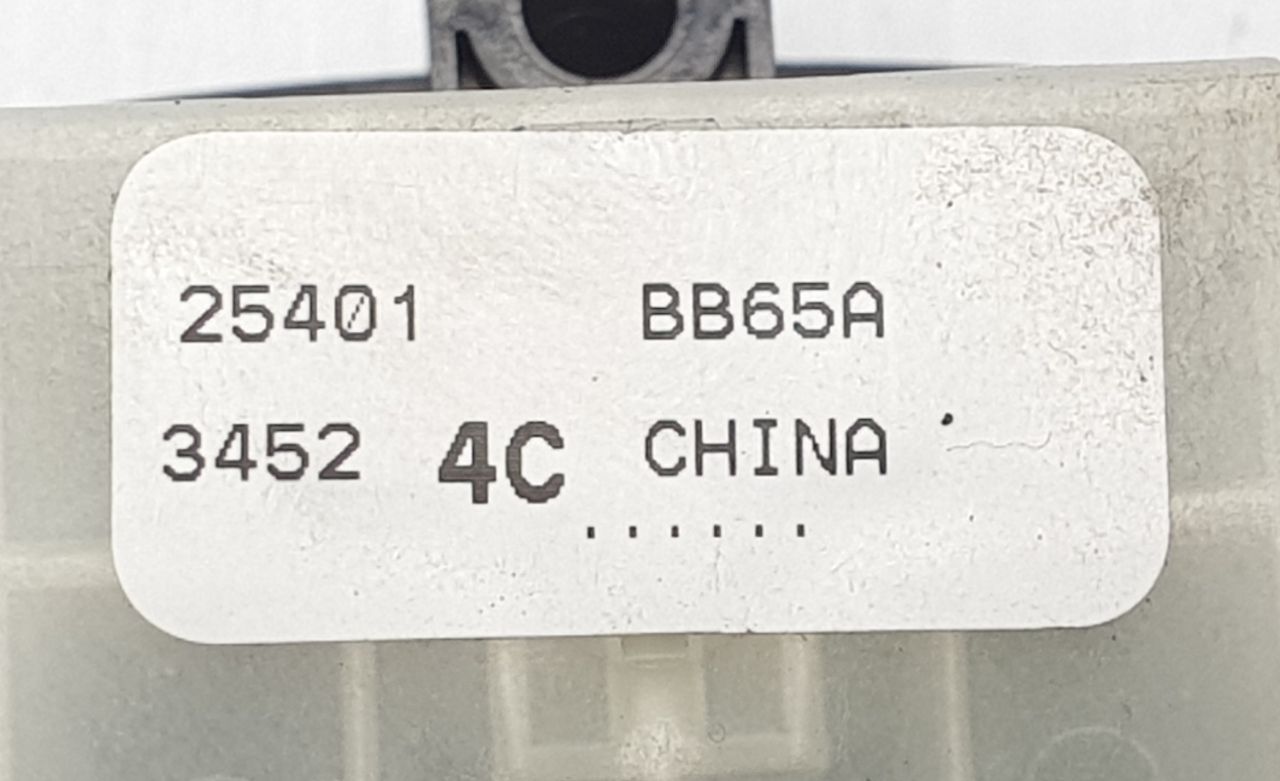 25401 BB65A
3452 4C CHINA
......